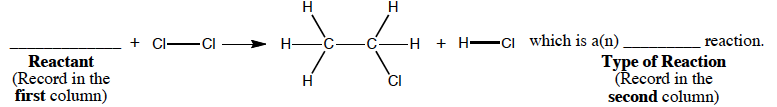 H H
____________ + Cl—Cl → H—C—C—H + H—Cl which is a(n) _________ reaction.
Reactant Type of Reaction
(Record in the H Cl (Record in the
first column) second column)